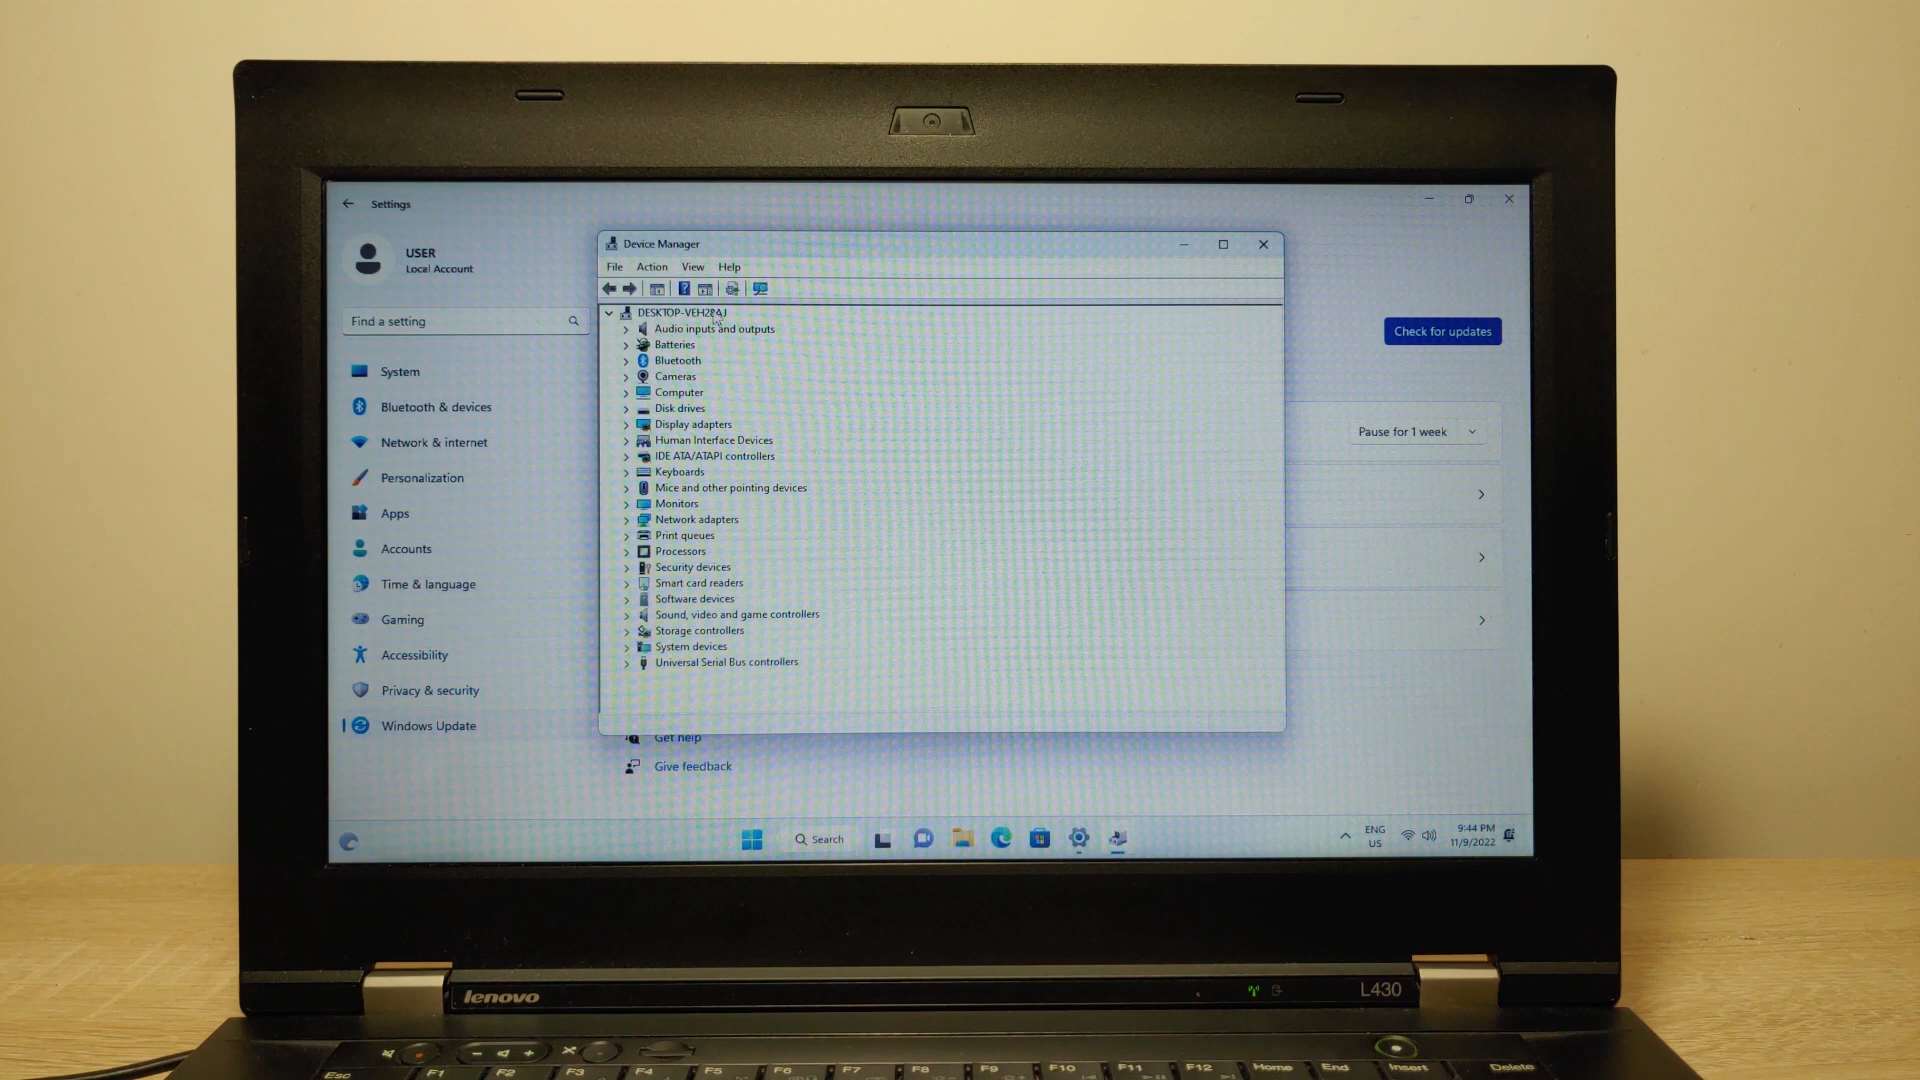 Settings
USER
Local Account
Find a setting
System
Bluetooth & devices
Network & internet
Personalization
Apps
Accounts
Time & language
Gaming
Accessibility
Privacy & security
Windows Update
Device Manager
File Action View Help
Audio inputs and outputs
Batteries
Bluetooth
Cameras
Computer
Disk drives
Display adapters
Human Interface Devices
IDE ATA/ATAPI controllers
Keyboards
Mice and other pointing devices
Monitors
Network adapters
Print queues
Processors
Security devices
Smart card readers
Software devices
Sound, video and game controllers
Storage controllers
System devices
Universal Serial Bus controllers
Check for updates
Pause for 1 week
Get help
Give feedback
Search
ENG
US
9:44 PM
11/9/2022
lenovo
L430
Esc F1 F2 F3 F4 F5 F6 F7 F8 F9 F10 F11 F12 Home End Insert Delete